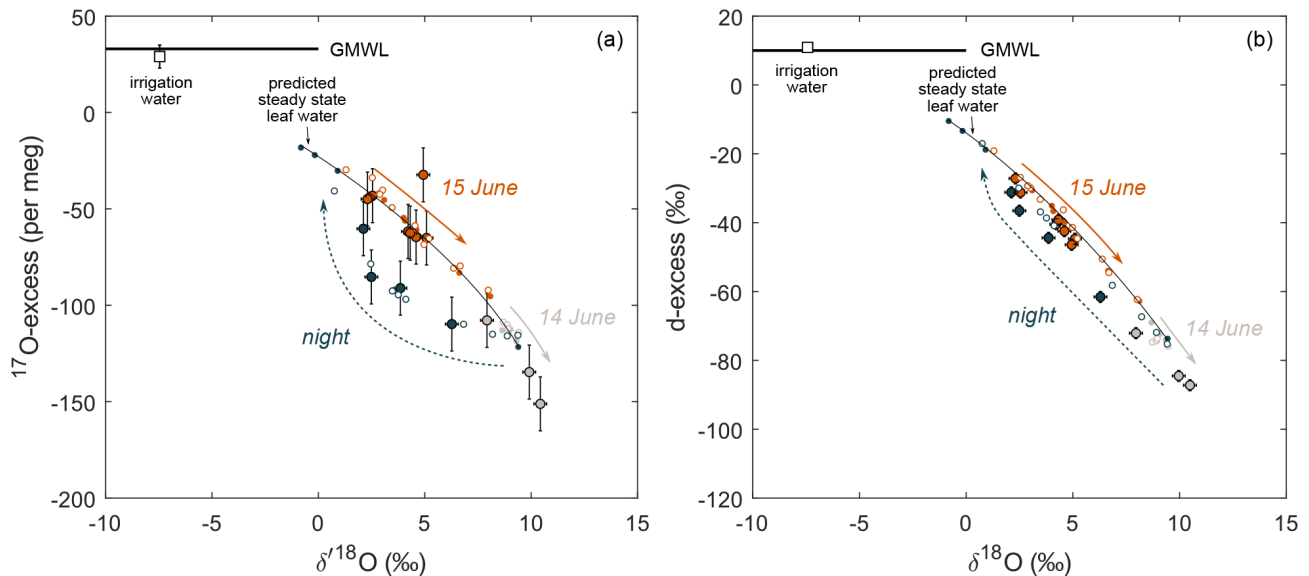 50
0
-50
-100
-150
-200
-10
-5
0
5
10
15
¹⁷O-excess (per meg)
δ′¹⁸O (‰)
(a)
GMWL
irrigation
water
predicted
steady state
leaf water
15 June
14 June
night
20
0
-20
-40
-60
-80
-100
-120
-10
-5
0
5
10
15
d-excess (‰)
δ¹⁸O (‰)
(b)
GMWL
irrigation
water
predicted
steady state
leaf water
15 June
14 June
night